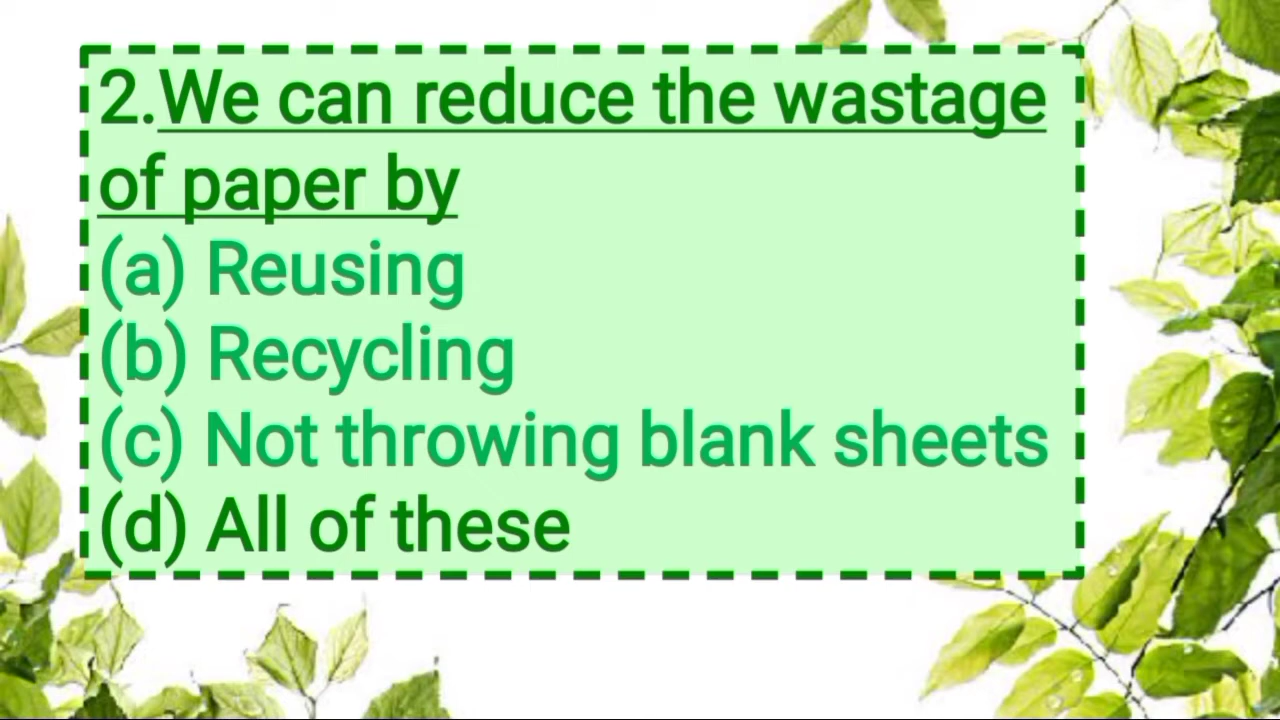 2.We can reduce the wastage
of paper by
(a) Reusing
(b) Recycling
(c) Not throwing blank sheets
(d) All of these